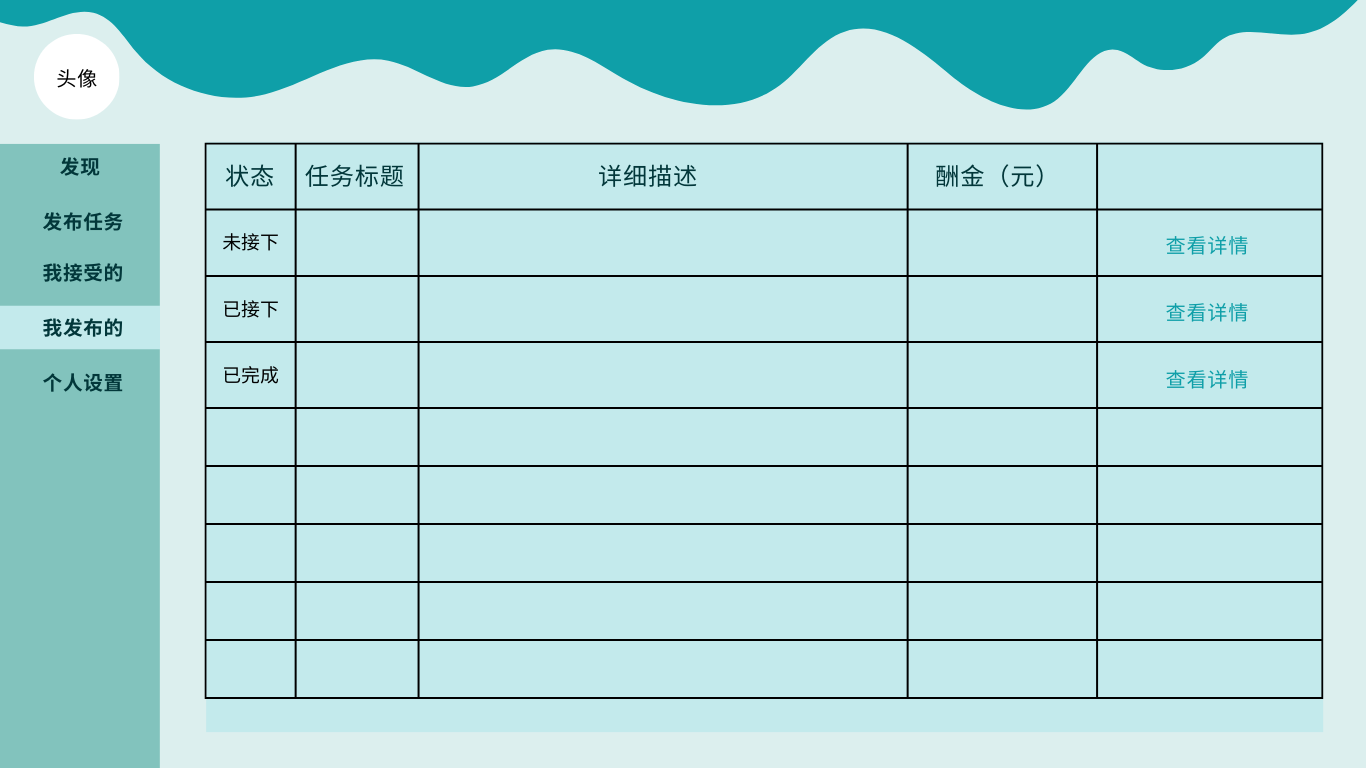 头像
发现
发布任务
我接受的
我发布的
个人设置
状态 任务标题 详细描述 酬金（元）
未接下 查看详情
已接下 查看详情
已完成 查看详情